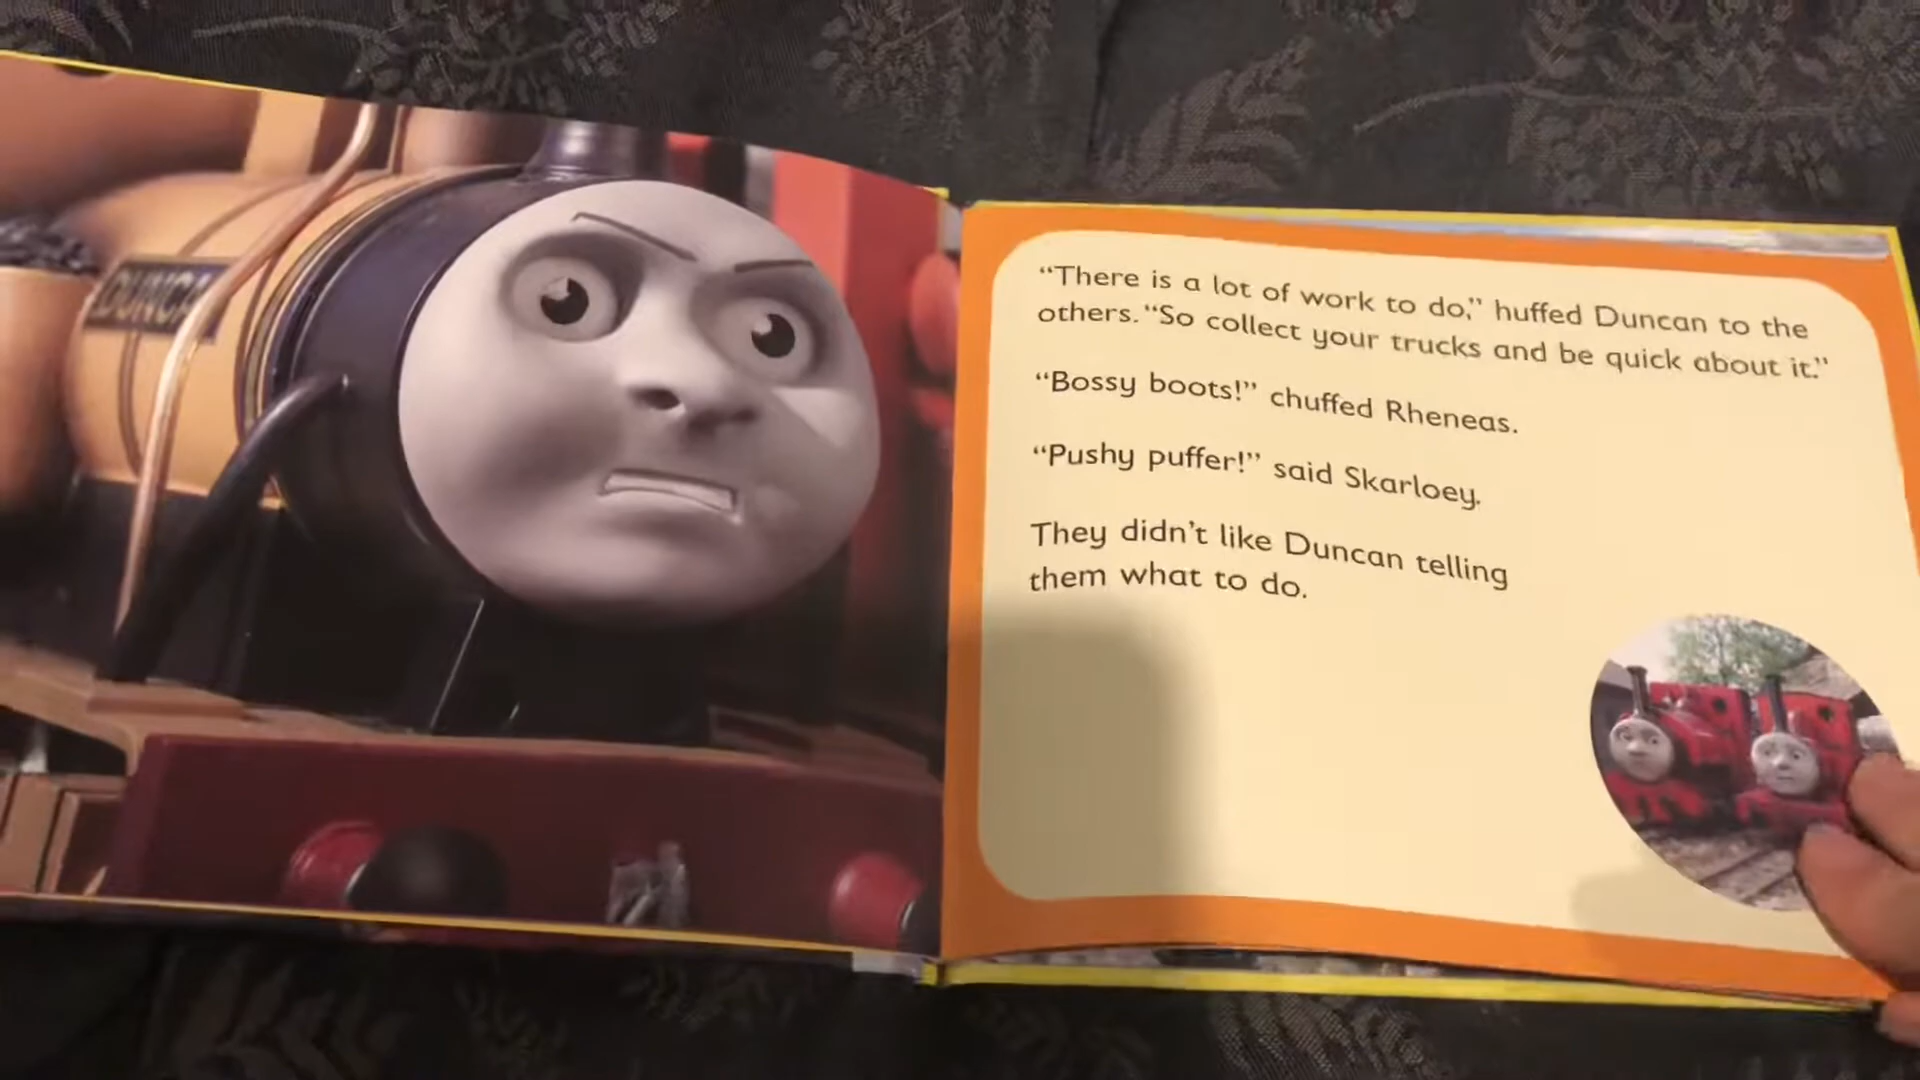 DUNCAN
“There is a lot of work to do,” huffed Duncan to the
others. “So collect your trucks and be quick about it.”
“Bossy boots!” chuffed Rheneas.
“Pushy puffer!” said Skarloey.
They didn’t like Duncan telling
them what to do.